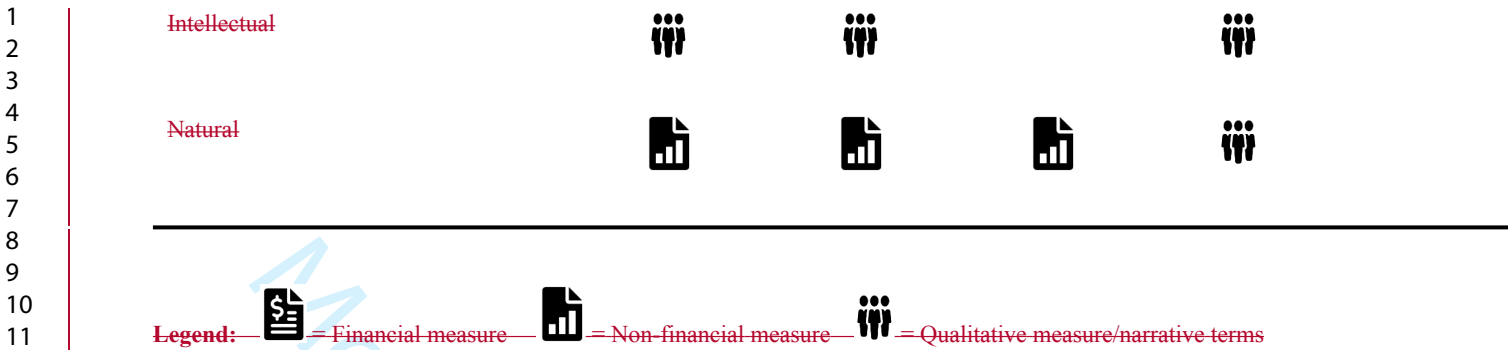 1 Intellectual
2
3
4 Natural
5
6
7
8
9
10
11 Legend: = Financial measure = Non-financial measure = Qualitative measure/narrative terms